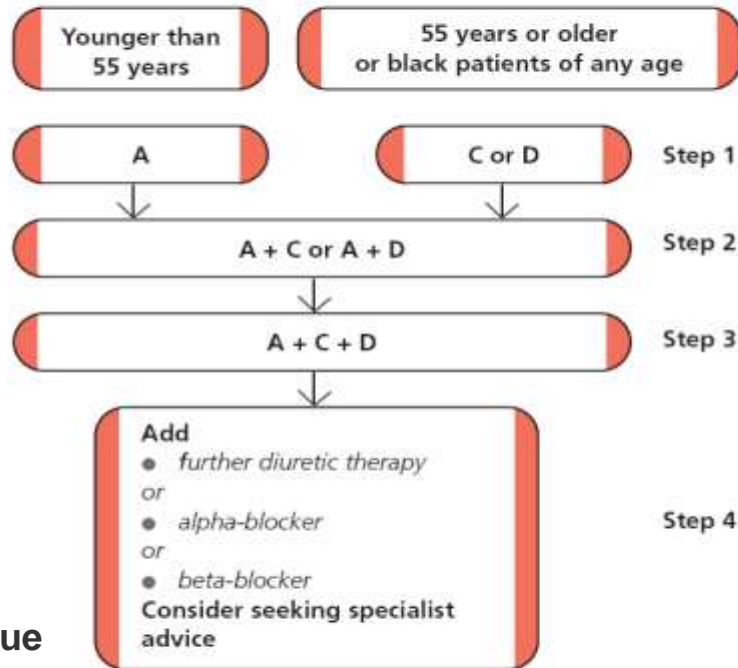 Younger than
55 years
55 years or older
or black patients of any age
A
C or D
Step 1
A + C or A + D
Step 2
A + C + D
Step 3
Add
● further diuretic therapy
or
● alpha-blocker
or
● beta-blocker
Consider seeking specialist
advice
Step 4
ue